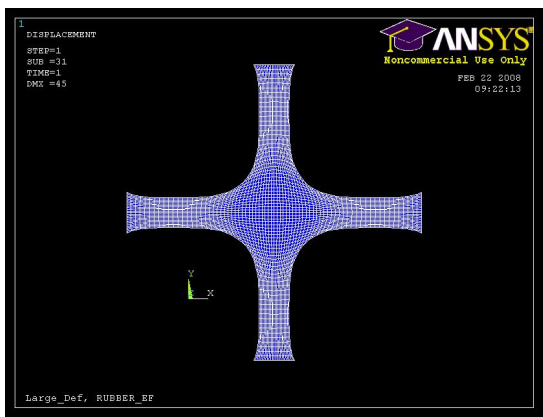 1
DISPLACEMENT
STEP=1
SUB =31
TIME=1
DMX =45
ANSYS
Noncommercial Use Only
FEB 22 2008
09:22:13
Y
Z X
Large_Def, RUBBER_EF